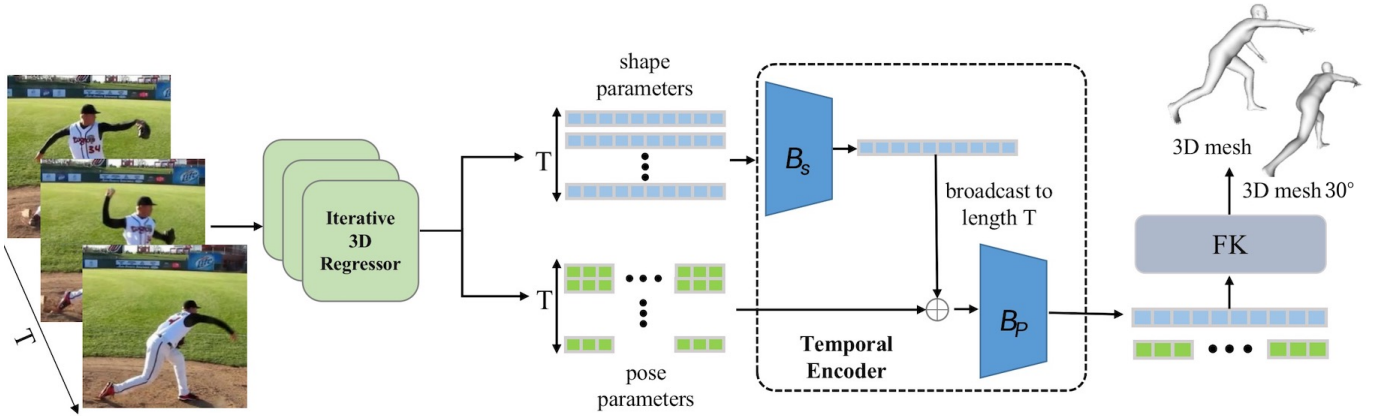 T
Iterative
3D
Regressor
shape
parameters
T
T
pose
parameters
B_s
broadcast to
length T
B_P
Temporal
Encoder
3D mesh
3D mesh 30°
FK
34